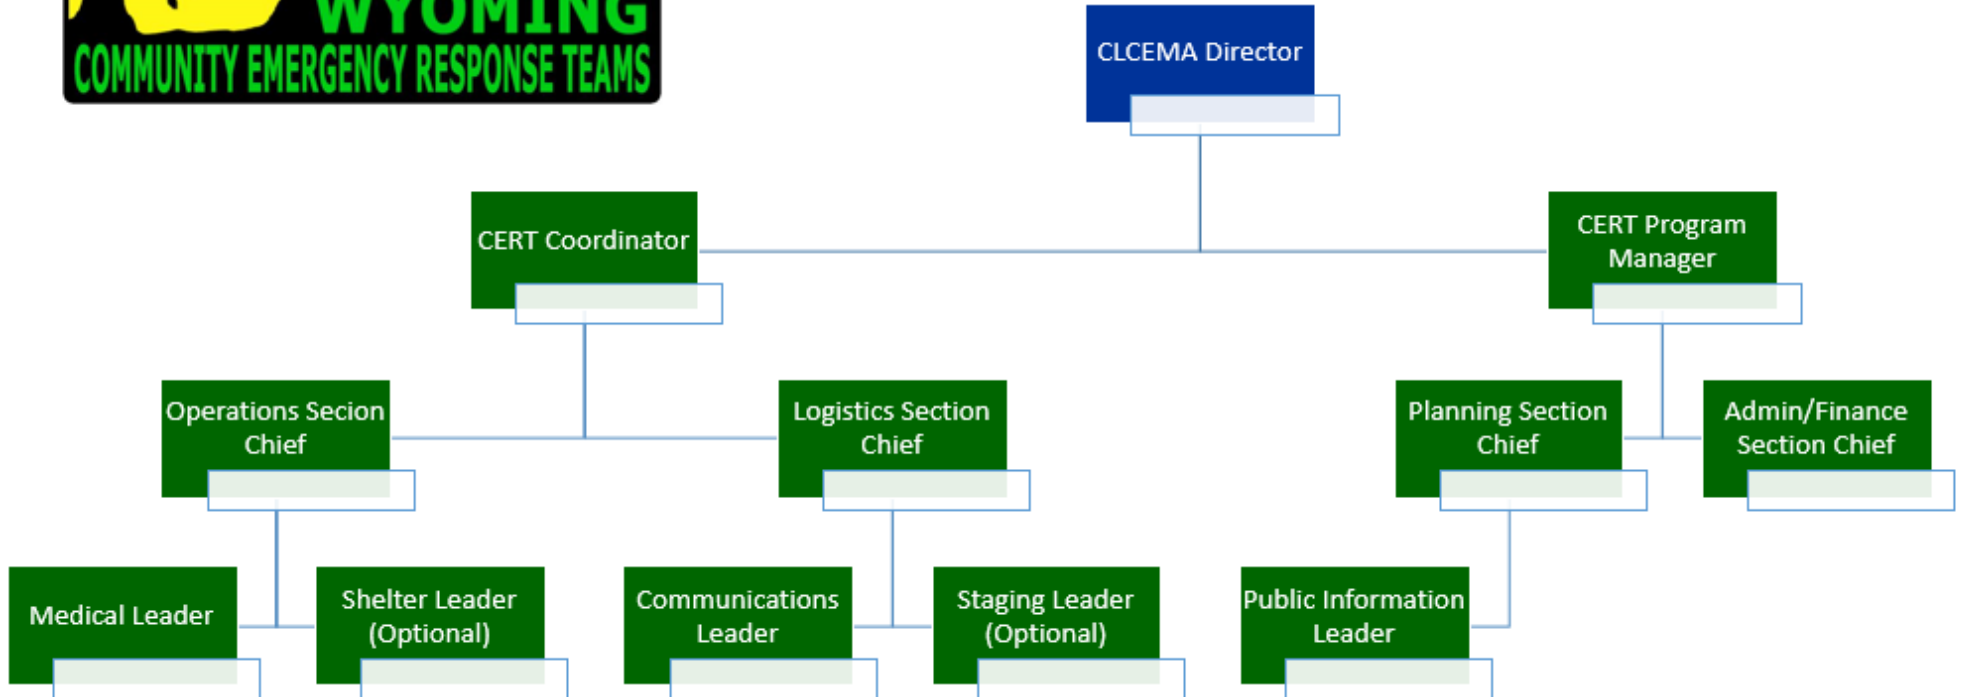 WYOMING
COMMUNITY EMERGENCY RESPONSE TEAMS
CLCEMA Director
CERT Coordinator
CERT Program
Manager
Operations Secion
Chief
Logistics Section
Chief
Planning Section
Chief
Admin/Finance
Section Chief
Medical Leader
Shelter Leader
(Optional)
Communications
Leader
Staging Leader
(Optional)
Public Information
Leader